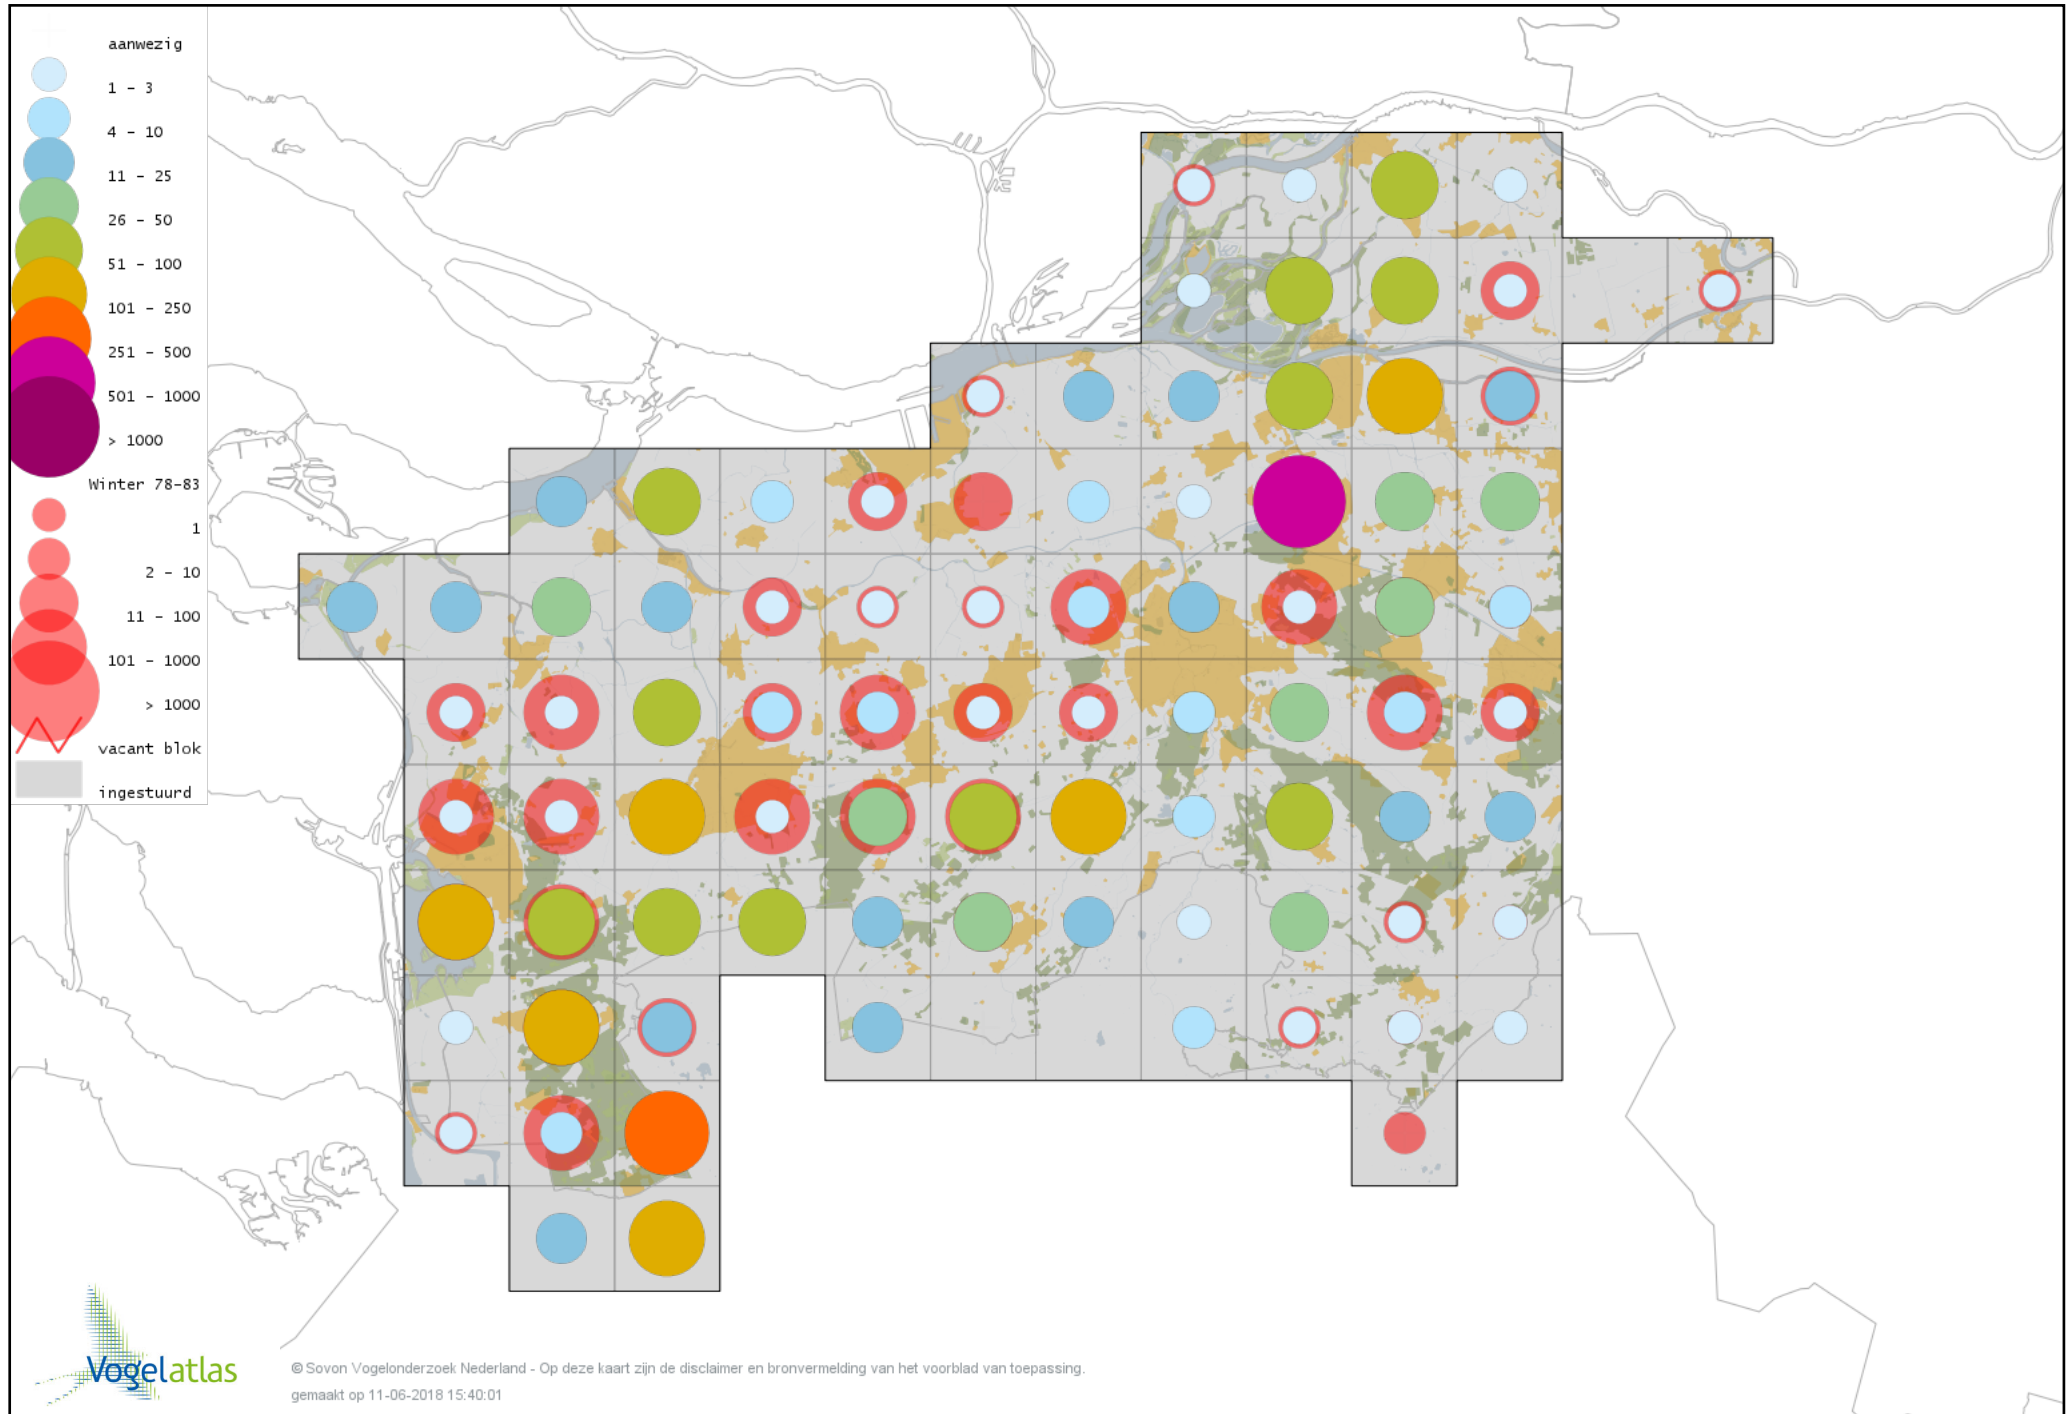 aanwezig
1 - 3
4 - 10
11 - 25
26 - 50
51 - 100
101 - 250
251 - 500
501 - 1000
> 1000
Winter 78-83
1
2 - 10
11 - 100
101 - 1000
> 1000
vacant blok
ingestuurd
Vogelatlas
© Sovon Vogelonderzoek Nederland - Op deze kaart zijn de disclaimer en bronvermelding van het voorblad van toepassing.
gemaakt op 11-06-2018 15:40:01